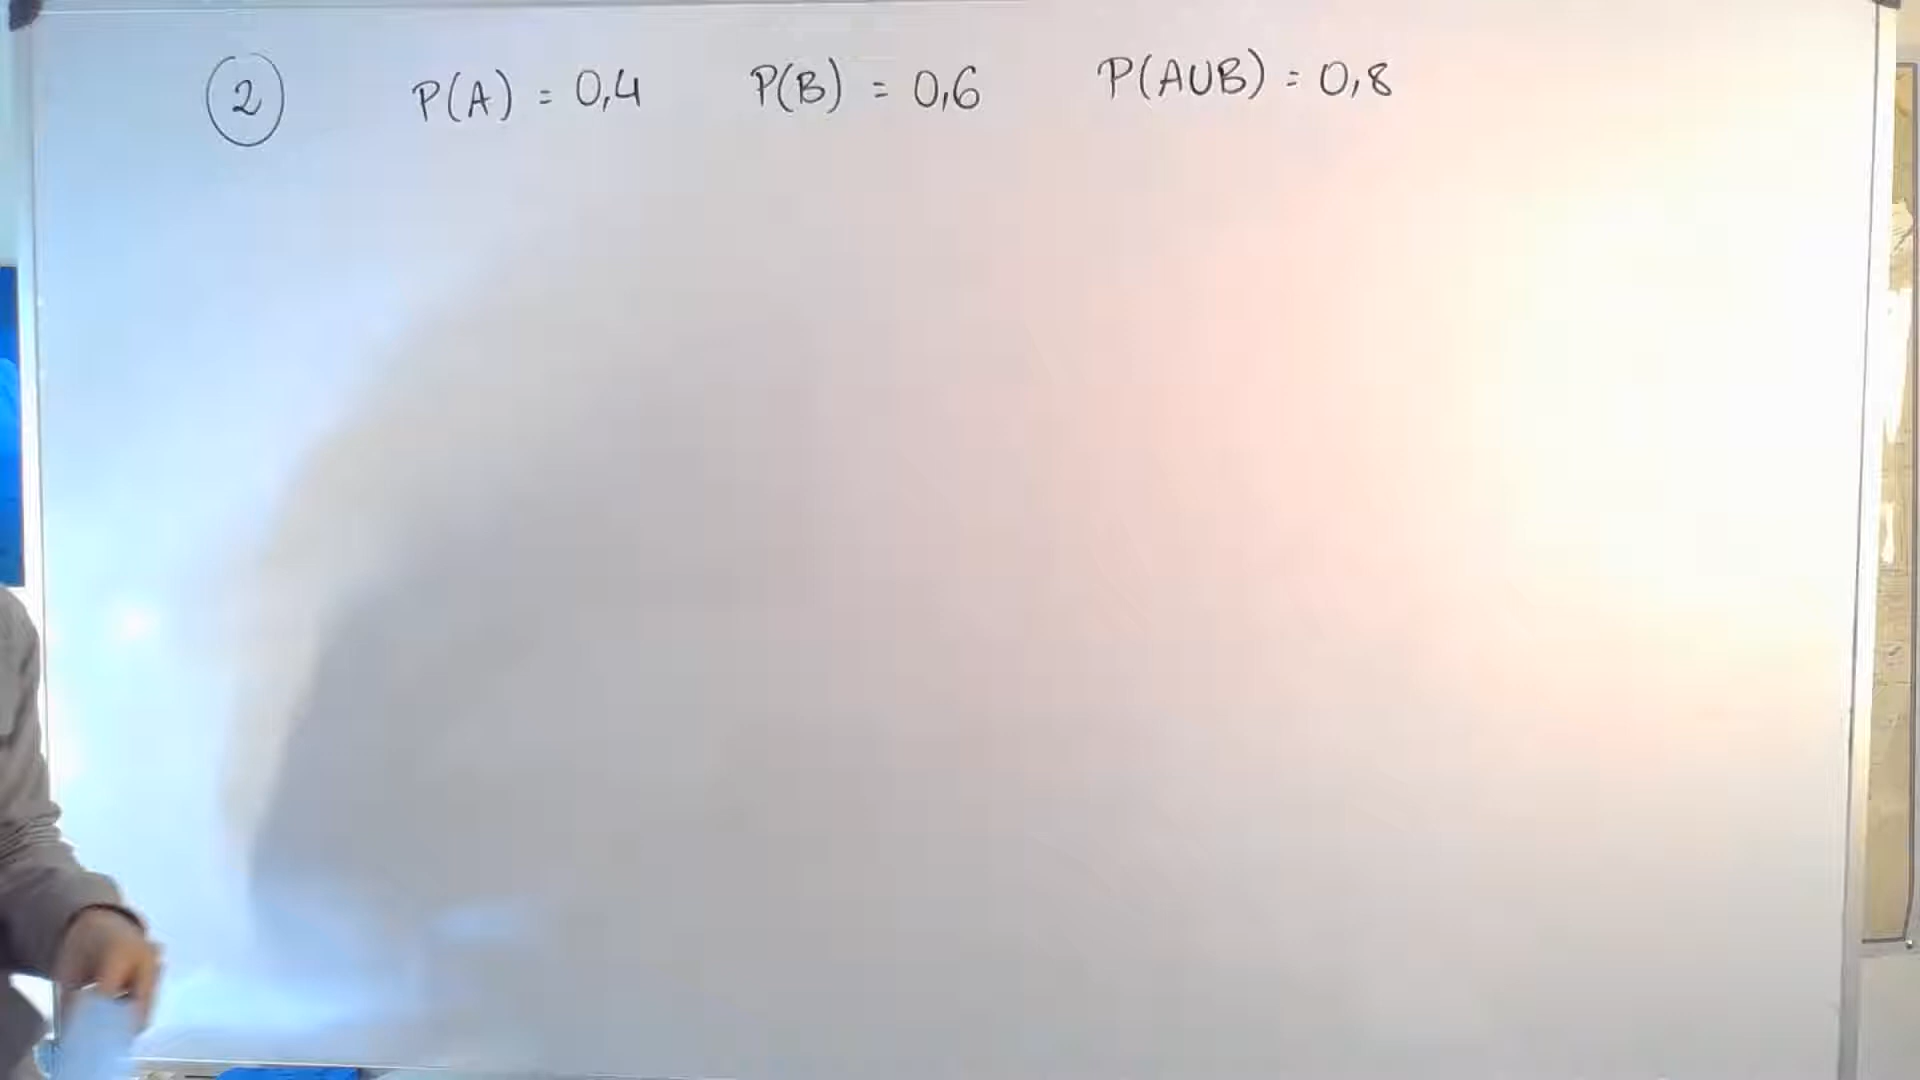 2 P(A) = 0,4 P(B) = 0,6 P(AUB) = 0,8